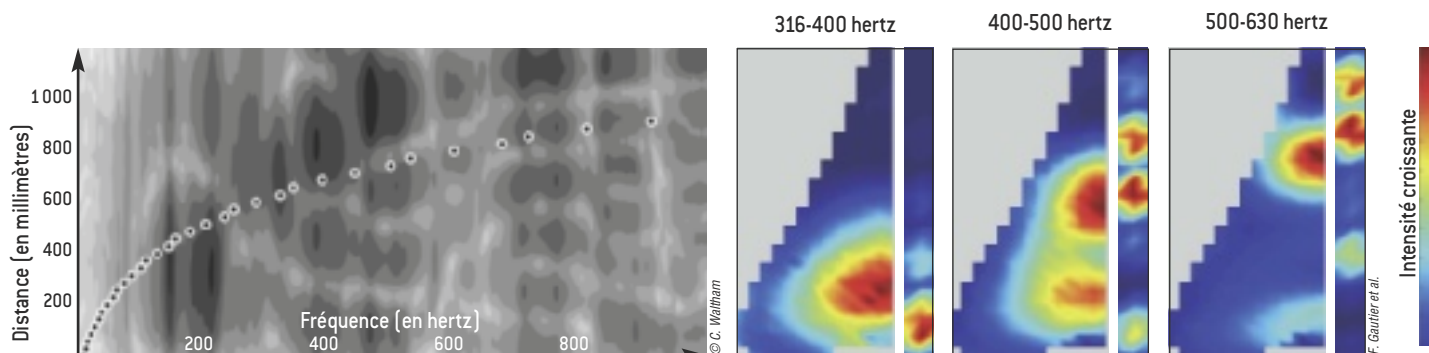 316-400 hertz
400-500 hertz
500-630 hertz
Distance (en millimètres)
1 000
800
600
400
200
Fréquence (en hertz)
200
400
600
800
© C. Waltham
F. Gautier et al.
Intensité croissante